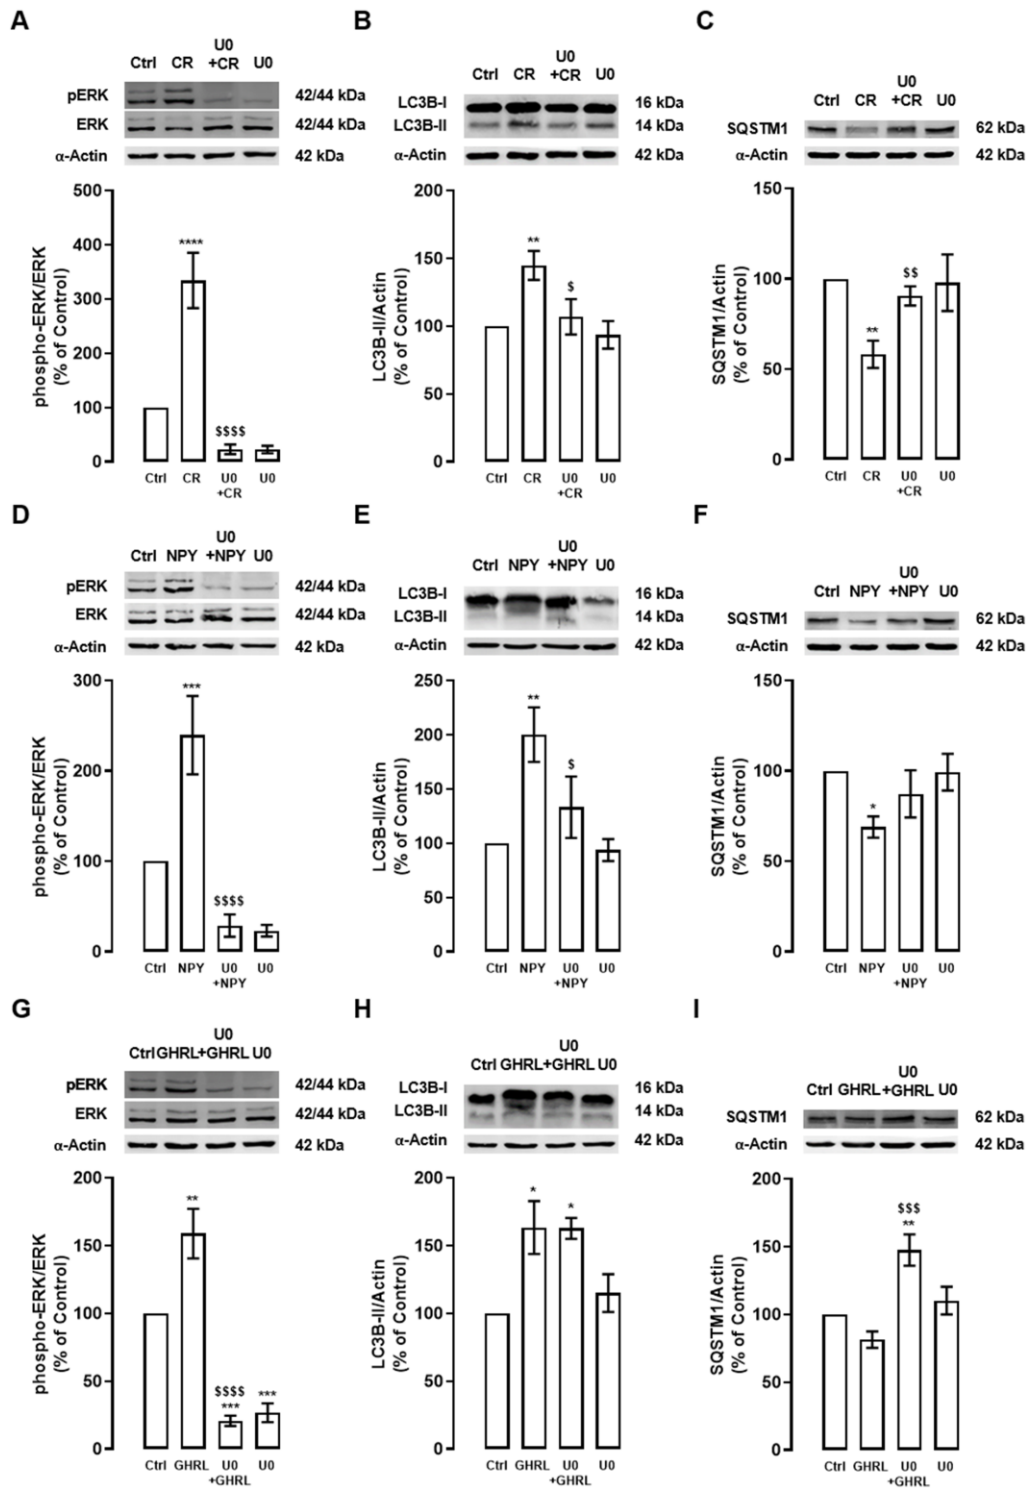 A
Ctrl CR U0 +CR U0
pERK 42/44 kDa
ERK 42/44 kDa
α-Actin 42 kDa
phospho-ERK/ERK
(% of Control)
500
400
300
200
100
0
****
$$$$
Ctrl CR U0 U0
+CR
B
Ctrl CR U0 +CR U0
LC3B-I 16 kDa
LC3B-II 14 kDa
α-Actin 42 kDa
LC3B-II/Actin
(% of Control)
200
150
100
50
0
**
$
Ctrl CR U0 U0
+CR
C
Ctrl CR U0 +CR U0
SQSTM1 62 kDa
α-Actin 42 kDa
SQSTM1/Actin
(% of Control)
150
100
50
0
**
$$
Ctrl CR U0 U0
+CR
D
Ctrl NPY U0 +NPY U0
pERK 42/44 kDa
ERK 42/44 kDa
α-Actin 42 kDa
phospho-ERK/ERK
(% of Control)
300
200
100
0
***
$$$$
Ctrl NPY U0 U0
+NPY
E
Ctrl NPY U0 +NPY U0
LC3B-I 16 kDa
LC3B-II 14 kDa
α-Actin 42 kDa
LC3B-II/Actin
(% of Control)
250
200
150
100
50
0
**
$
Ctrl NPY U0 U0
+NPY
F
Ctrl NPY U0 +NPY U0
SQSTM1 62 kDa
α-Actin 42 kDa
SQSTM1/Actin
(% of Control)
150
100
50
0
*
Ctrl NPY U0 U0
+NPY
G
Ctrl GHRL U0 +GHRL U0
pERK 42/44 kDa
ERK 42/44 kDa
α-Actin 42 kDa
phospho-ERK/ERK
(% of Control)
200
150
100
50
0
**
$$$$
***
***
Ctrl GHRL U0 U0
+GHRL
H
Ctrl GHRL U0 +GHRL U0
LC3B-I 16 kDa
LC3B-II 14 kDa
α-Actin 42 kDa
LC3B-II/Actin
(% of Control)
200
150
100
50
0
*
*
Ctrl GHRL U0 U0
+GHRL
I
Ctrl GHRL U0 +GHRL U0
SQSTM1 62 kDa
α-Actin 42 kDa
SQSTM1/Actin
(% of Control)
200
150
100
50
0
$$$
**
Ctrl GHRL U0 U0
+GHRL